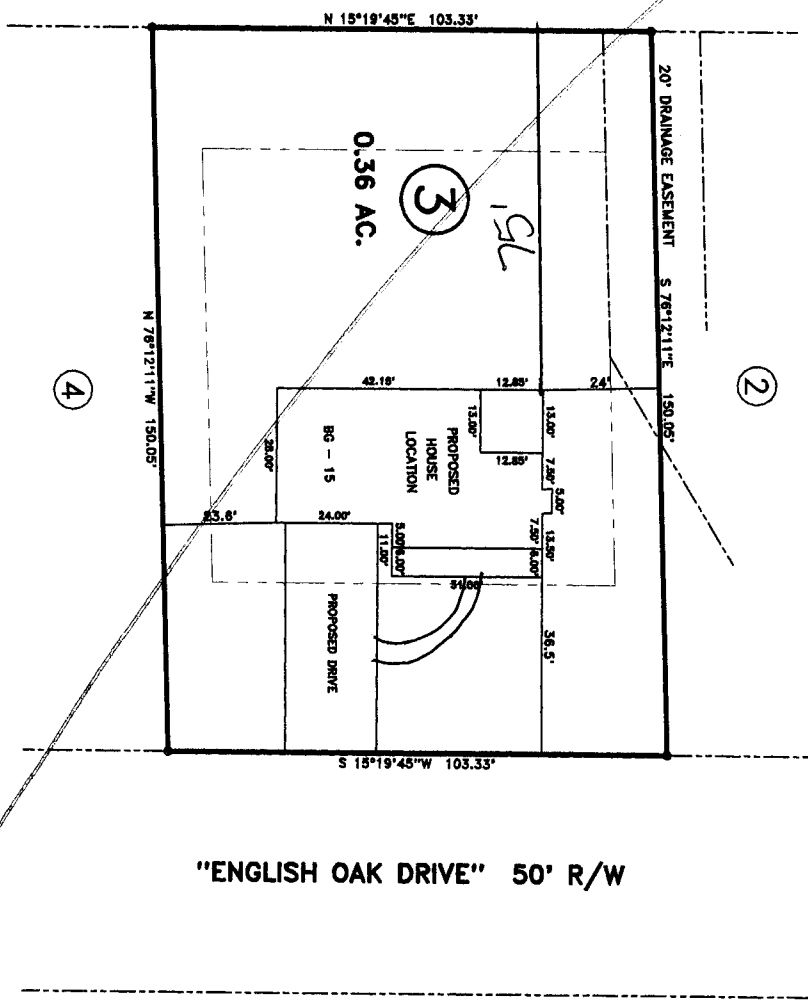 N 15°19'45"E 103.33'
20' DRAINAGE EASEMENT
S 76°12'11"E 150.05'
2
3
0.36 AC.
75'
N 76°12'11"W 150.05'
4
42.15'
12.85'
24'
13.00'
13.00'
12.85'
7.50'
5.00'
7.50'
13.50'
PROPOSED
HOUSE
LOCATION
BG - 15
28.00'
23.6'
24.00'
5.00'
6.00'
11.00'
6.00'
36.5'
PROPOSED DRIVE
S 15°19'45"W 103.33'
"ENGLISH OAK DRIVE" 50' R/W